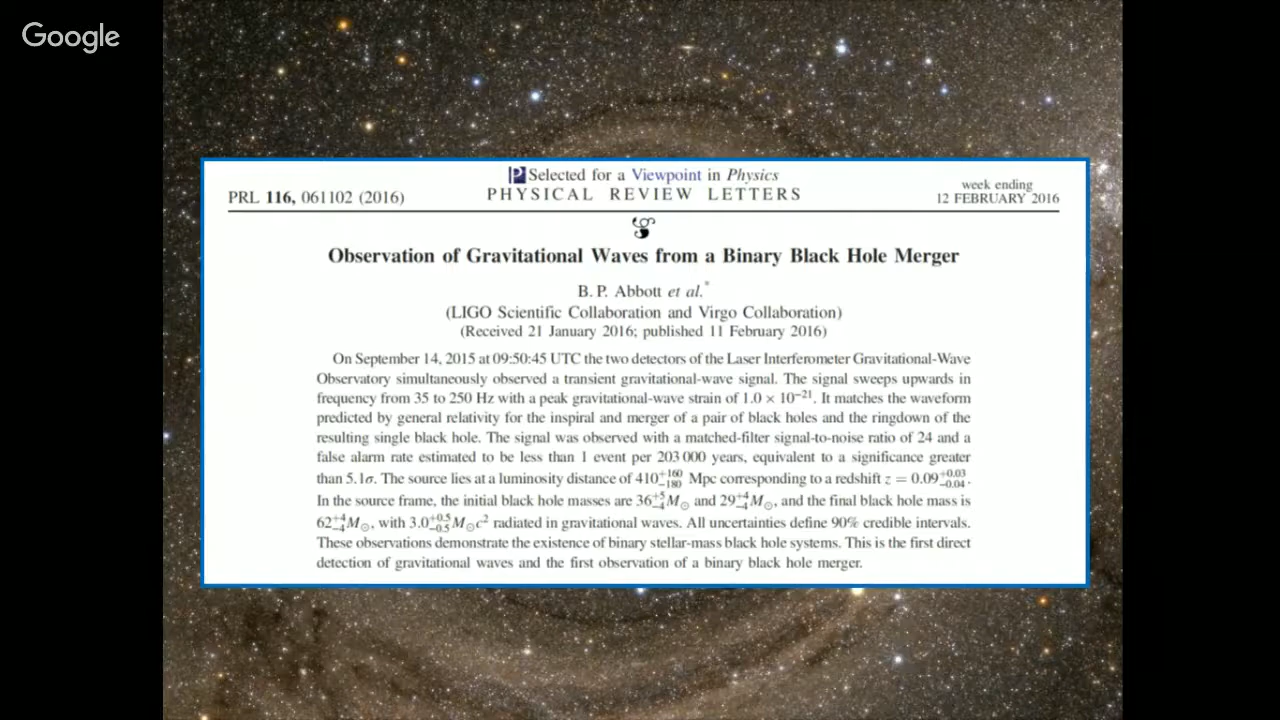 Google
Selected for a Viewpoint in Physics
PRL 116, 061102 (2016) PHYSICAL REVIEW LETTERS week ending 12 FEBRUARY 2016
Observation of Gravitational Waves from a Binary Black Hole Merger
B. P. Abbott et al.*
(LIGO Scientific Collaboration and Virgo Collaboration)
(Received 21 January 2016; published 11 February 2016)
On September 14, 2015 at 09:50:45 UTC the two detectors of the Laser Interferometer Gravitational-Wave
Observatory simultaneously observed a transient gravitational-wave signal. The signal sweeps upwards in
frequency from 35 to 250 Hz with a peak gravitational-wave strain of 1.0 × 10⁻²¹. It matches the waveform
predicted by general relativity for the inspiral and merger of a pair of black holes and the ringdown of the
resulting single black hole. The signal was observed with a matched-filter signal-to-noise ratio of 24 and a
false alarm rate estimated to be less than 1 event per 203 000 years, equivalent to a significance greater
than 5.1σ. The source lies at a luminosity distance of 410⁺¹⁶⁰₋₁₈₀ Mpc corresponding to a redshift z = 0.09⁺⁰·⁰³₋₀.₀₄.
In the source frame, the initial black hole masses are 36⁺⁵₋₄M⊙ and 29⁺⁴₋₄M⊙, and the final black hole mass is
62⁺⁴₋₄M⊙, with 3.0⁺⁰·⁵₋₀.₅M⊙c² radiated in gravitational waves. All uncertainties define 90% credible intervals.
These observations demonstrate the existence of binary stellar-mass black hole systems. This is the first direct
detection of gravitational waves and the first observation of a binary black hole merger.